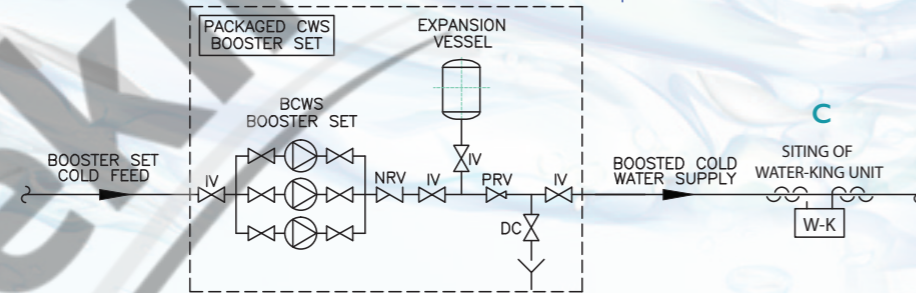 PACKAGED CWS
BOOSTER SET
EXPANSION
VESSEL
BCWS
BOOSTER SET
BOOSTER SET
COLD FEED
IV
NRV
IV
IV
PRV
IV
DC
BOOSTED COLD
WATER SUPPLY
C
SITING OF
WATER-KING UNIT
W-K